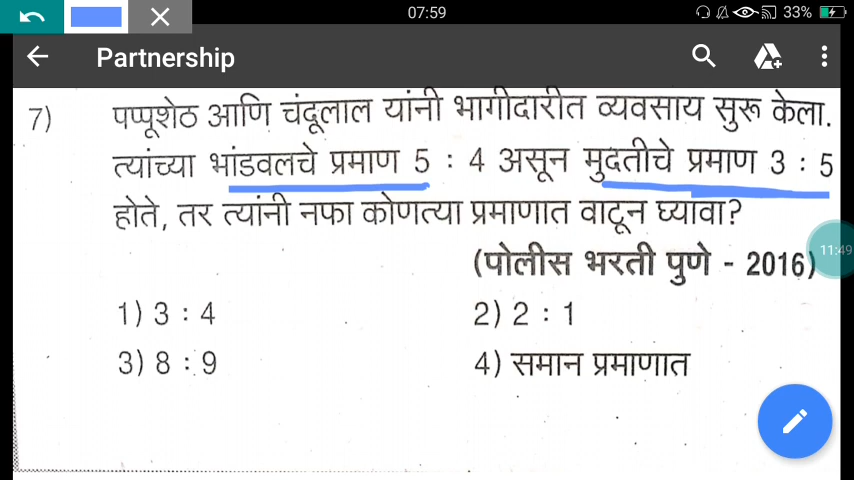 07:59
33%
Partnership
7) पप्पूशेठ आणि चंदूलाल यांनी भागीदारीत व्यवसाय सुरू केला.
त्यांच्या भांडवलचे प्रमाण 5 : 4 असून मुदतीचे प्रमाण 3 : 5
होते, तर त्यांनी नफा कोणत्या प्रमाणात वाटून घ्यावा?
(पोलीस भरती पुणे - 2016)
11:49
1) 3 : 4
2) 2 : 1
3) 8 : 9
4) समान प्रमाणात